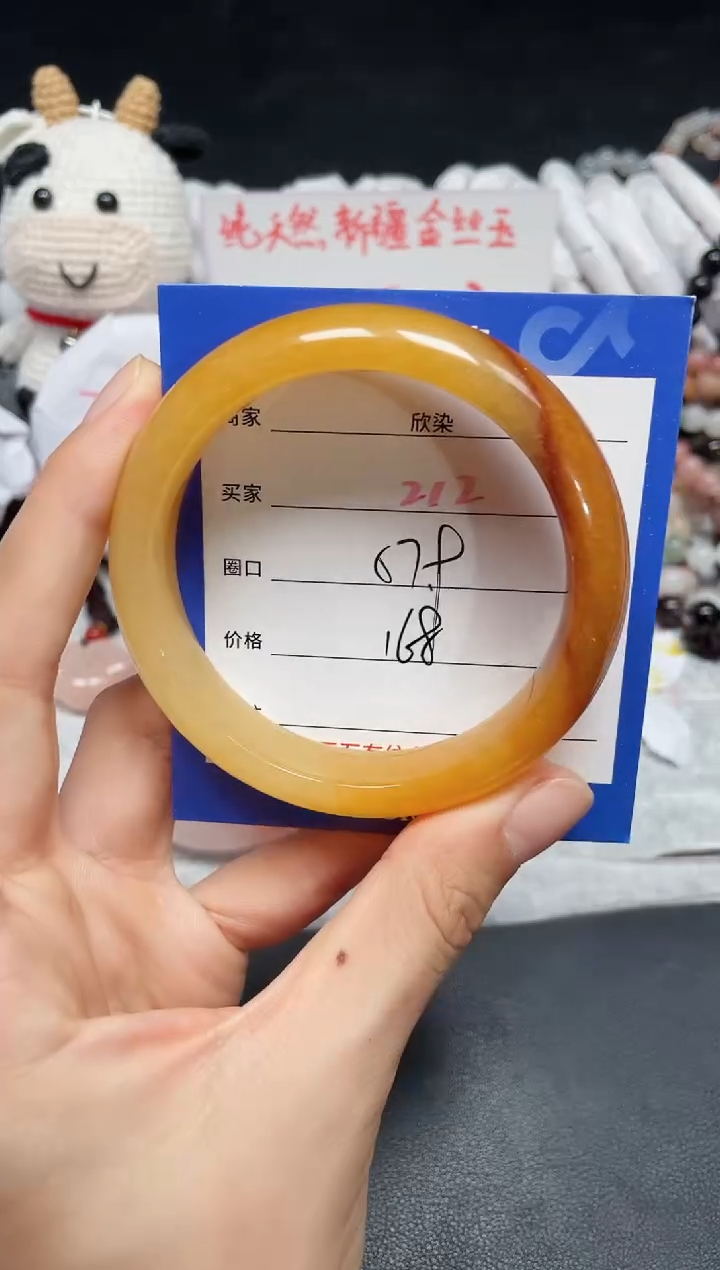 纯天然,新疆金丝玉
商家 欣染
买家 212
圈口 57.8
价格 168